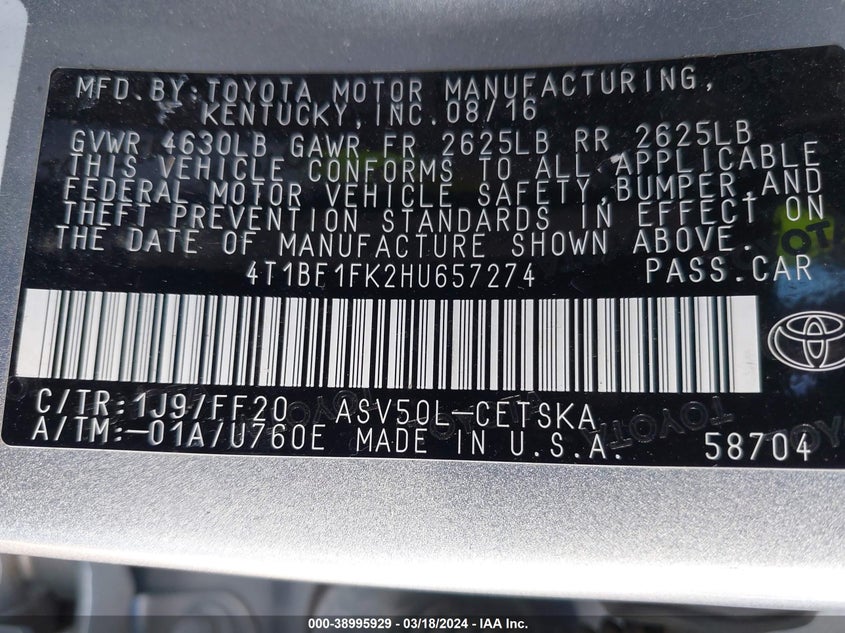 MFD.BY:TOYOTA MOTOR MANUFACTURING,
KENTUCKY,INC.08/16
GVWR 4630LB GAWR FR 2625LB RR 2625LB
THIS VEHICLE CONFORMS TO ALL APPLICABLE
FEDERAL MOTOR VEHICLE SAFETY,BUMPER,AND
THEFT PREVENTION STANDARDS IN EFFECT ON
THE DATE OF MANUFACTURE SHOWN ABOVE.
4T1BF1FK2HU657274 PASS.CAR
C/TR:1J9/FF20 ASV50L-CETSKA
A/TM:-01A/U760E MADE IN U.S.A. 58704
000-38995929 - 03/18/2024 - IAA Inc.